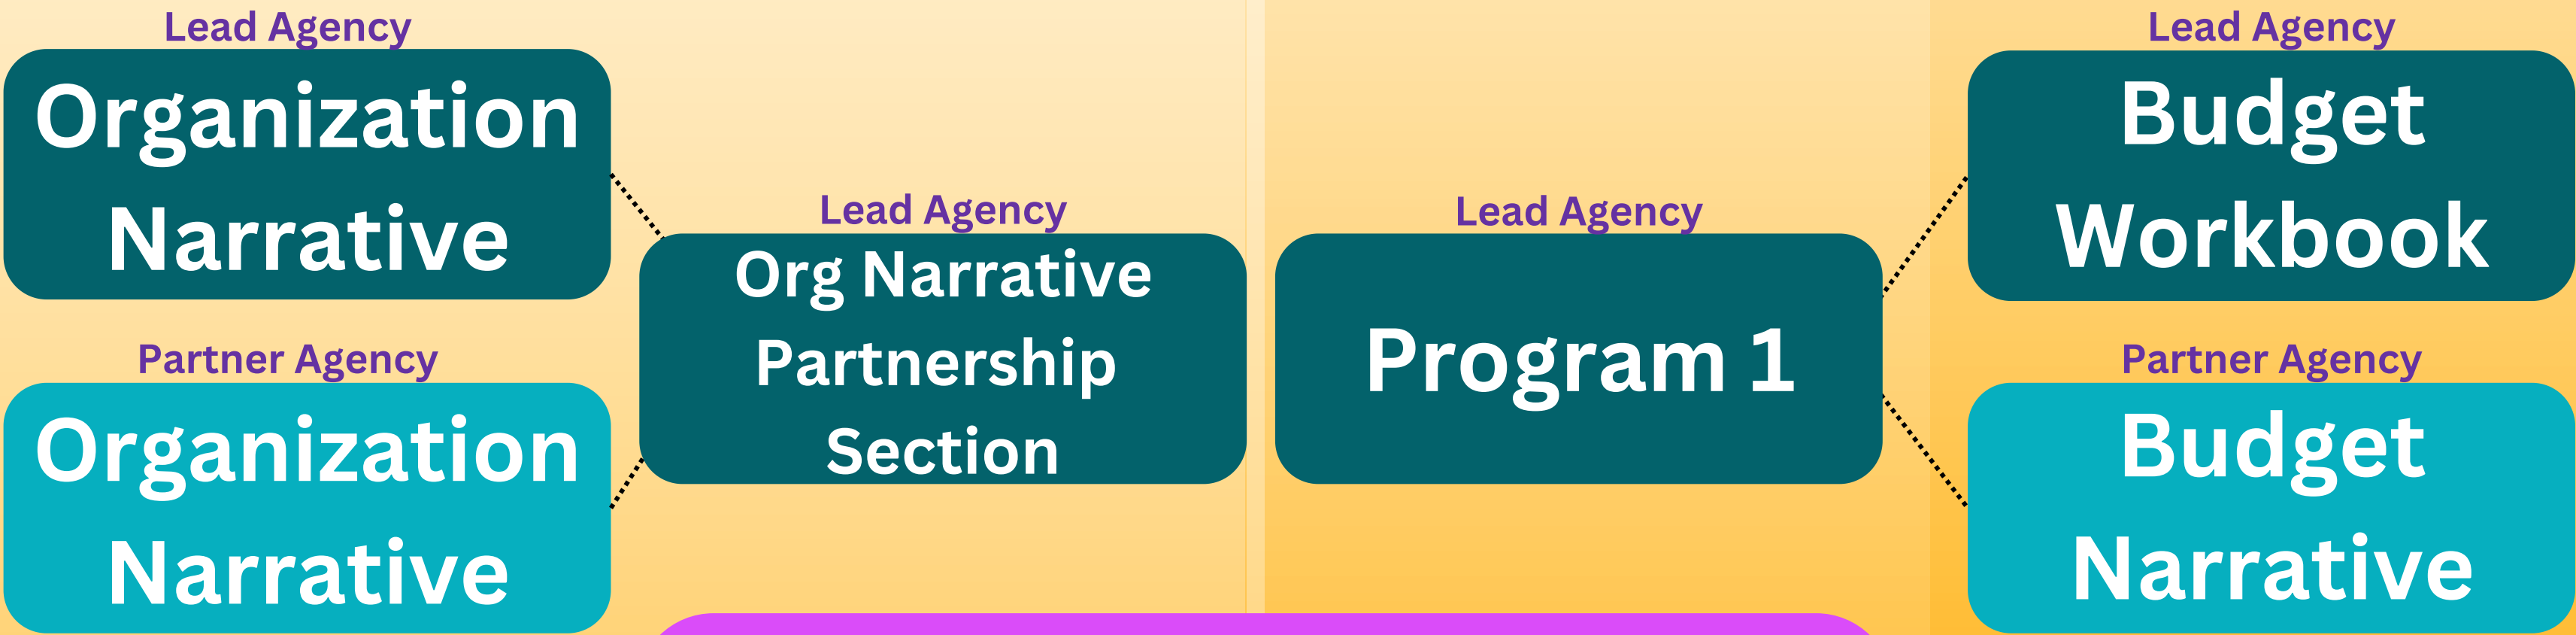 Lead Agency
Organization
Narrative
Partner Agency
Organization
Narrative
Lead Agency
Org Narrative
Partnership
Section
Lead Agency
Program 1
Lead Agency
Budget
Workbook
Partner Agency
Budget
Narrative